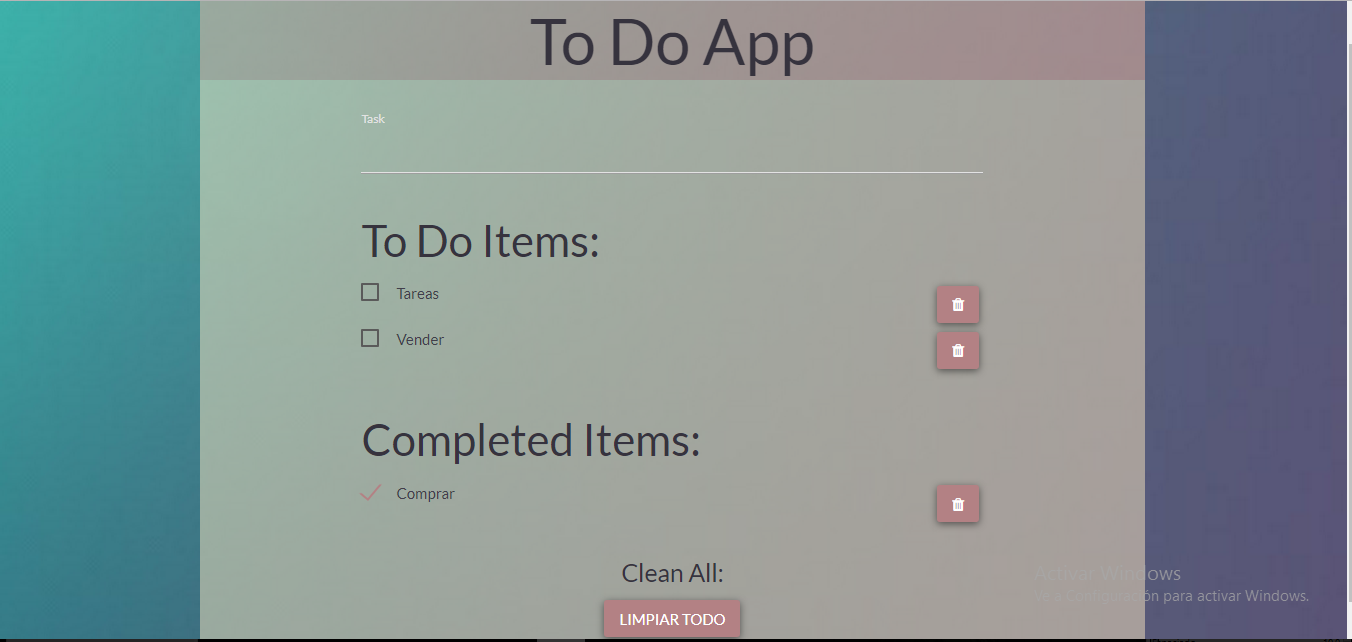 To Do App
Task
To Do Items:
Tareas
Vender
Completed Items:
Comprar
Clean All:
LIMPIAR TODO
Activar Windows
Ve a Configuración para activar Windows.